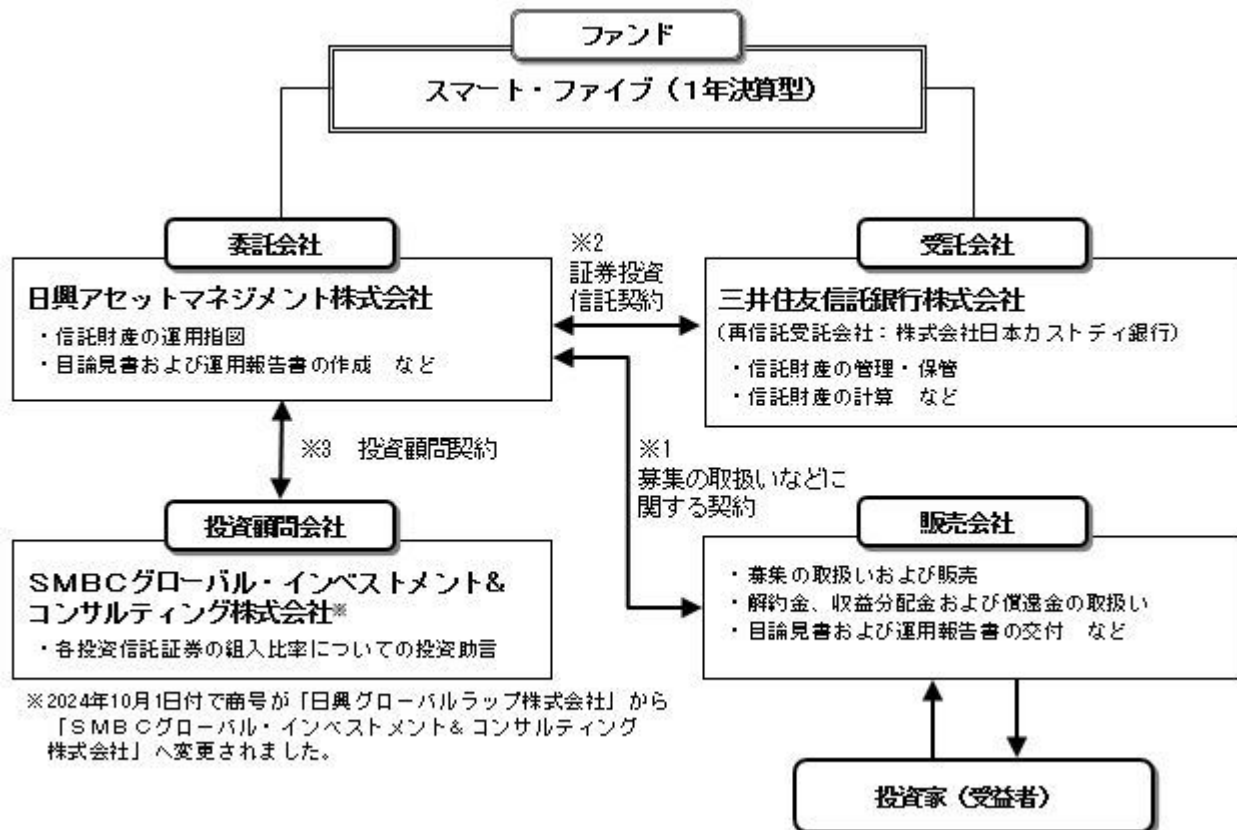 ファンド
スマート・ファイブ（１年決算型）
委託会社
日興アセットマネジメント株式会社
・信託財産の運用指図
・目論見書および運用報告書の作成　など
※2
証券投資
信託契約
受託会社
三井住友信託銀行株式会社
（再信託受託会社：株式会社日本カストディ銀行）
・信託財産の管理・保管
・信託財産の計算　など
※3　投資顧問契約
※1
募集の取扱いなどに
関する契約
投資顧問会社
ＳＭＢＣグローバル・インベストメント＆
コンサルティング株式会社※
・各投資信託証券の組入比率についての投資助言
※2024年10月1日付で商号が「日興グローバルラップ株式会社」から
「ＳＭＢＣグローバル・インベストメント＆コンサルティング
株式会社」へ変更されました。
販売会社
・募集の取扱いおよび販売
・解約金、収益分配金および償還金の取扱い
・目論見書および運用報告書の交付　など
投資家（受益者）